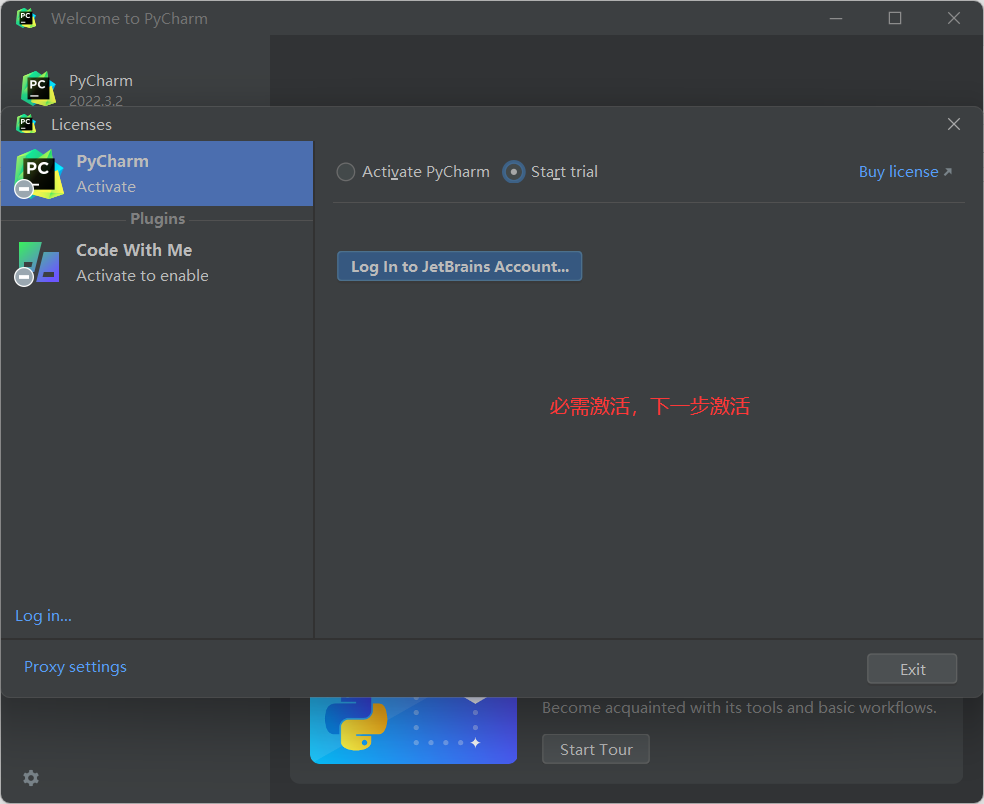 Welcome to PyCharm
PyCharm
2022.3.2
Licenses
PyCharm
Activate
Plugins
Code With Me
Activate to enable
Log in...
Activate PyCharm
Start trial
Buy license
Log In to JetBrains Account...
必需激活，下一步激活
Proxy settings
Exit
Become acquainted with its tools and basic workflows.
Start Tour